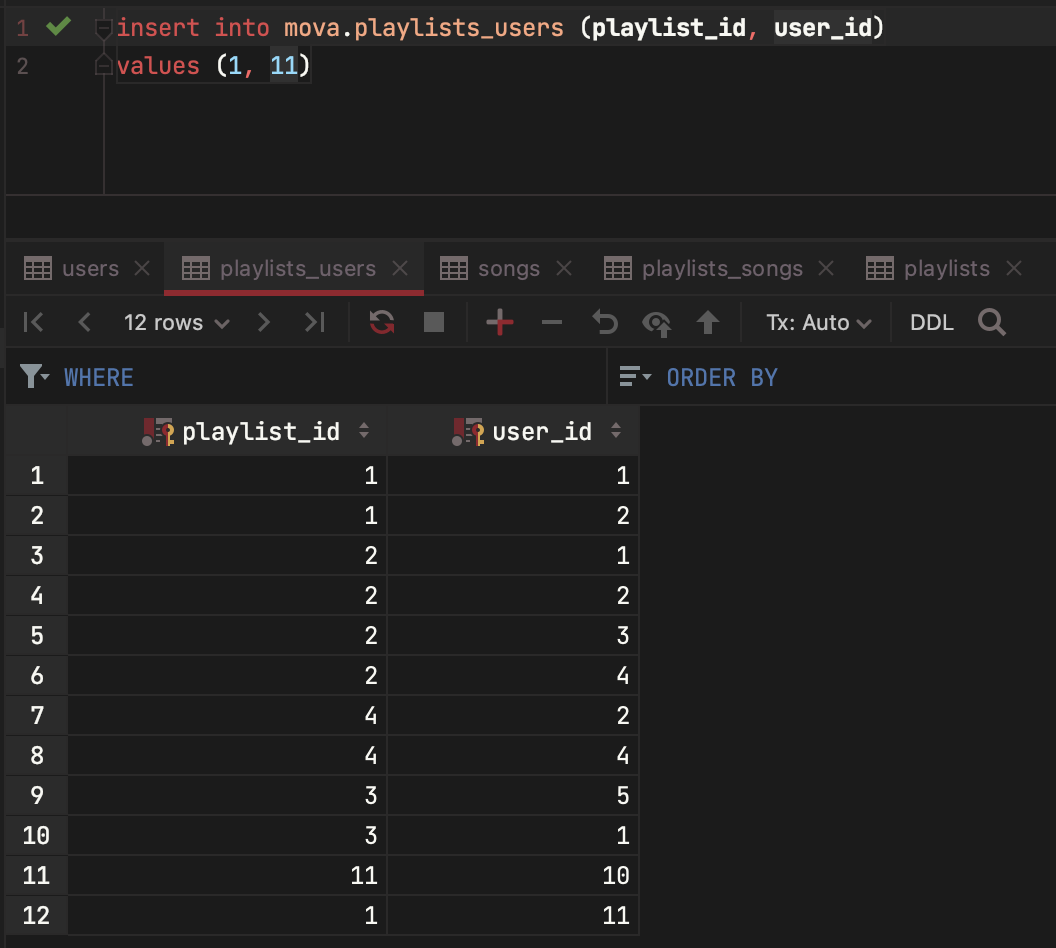 1 insert into mova.playlists_users (playlist_id, user_id)
2 values (1, 11)
users playlists_users songs playlists_songs playlists
12 rows Tx: Auto DDL
WHERE ORDER BY
playlist_id user_id
1 1 1
2 1 2
3 2 1
4 2 2
5 2 3
6 2 4
7 4 2
8 4 4
9 3 5
10 3 1
11 11 10
12 1 11